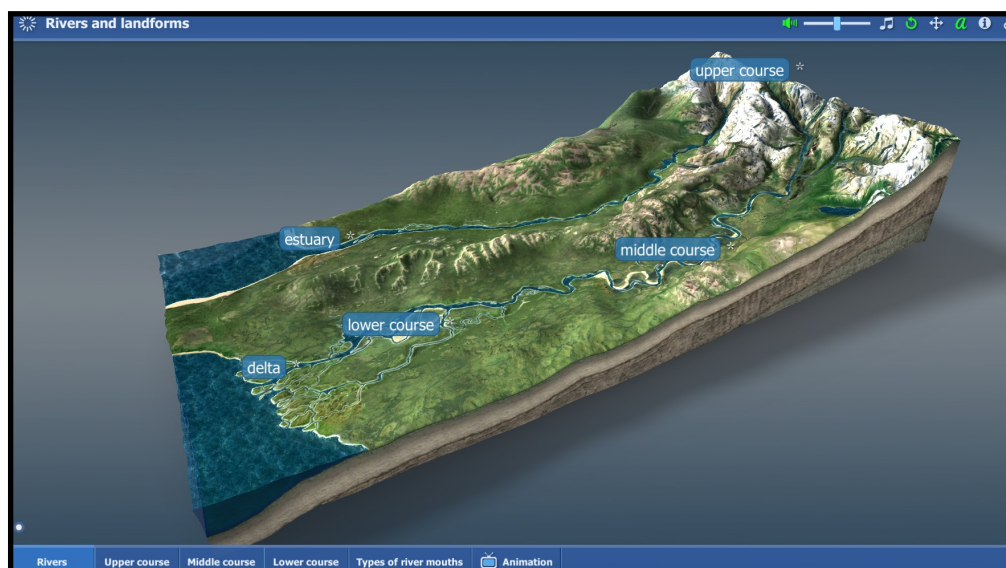 Rivers and landforms
upper course
estuary
middle course
lower course
delta
Rivers
Upper course
Middle course
Lower course
Types of river mouths
Animation